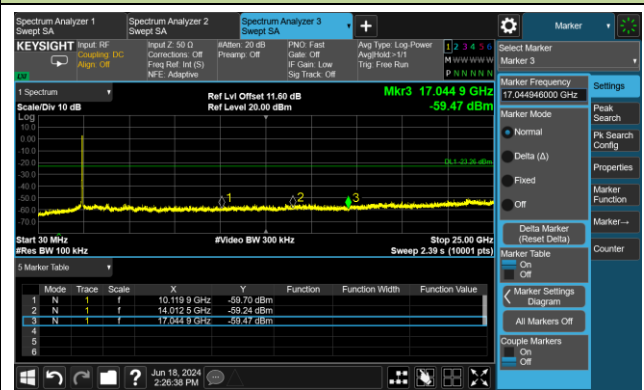 Spectrum Analyzer 1
Swept SA
Spectrum Analyzer 2
Swept SA
Spectrum Analyzer 3
Swept SA
Marker
KEYSIGHT
Input: RF
Coupling: DC
Align: Off
Input Z: 50 Ω
Corrections: Off
Freq Ref: Int (S)
NFE: Adaptive
#Atten: 20 dB
Preamp: Off
PNO: Fast
Gate: Off
IF Gain: Low
Sig Track: Off
Avg Type: Log-Power
Avg|Hold:>1/1
Trig: Free Run
1 2 3 4 5 6
M W W W W W
P N N N N N
Select Marker
Marker 3
1 Spectrum
Scale/Div 10 dB
Ref Lvl Offset 11.60 dB
Ref Level 20.00 dBm
Mkr3 17.044 9 GHz
-59.47 dBm
Log
10.0
0.00
-10.0
-20.0
-30.0
-40.0
-50.0
-60.0
-70.0
DL1 -23.26 dBm
1
2
3
Start 30 MHz
#Res BW 100 kHz
#Video BW 300 kHz
Stop 25.00 GHz
Sweep 2.39 s (10001 pts)
5 Marker Table
Mode Trace Scale X Y Function Function Width Function Value
1 N 1 f 10.119 9 GHz -59.70 dBm
2 N 1 f 14.012 5 GHz -59.24 dBm
3 N 1 f 17.044 9 GHz -59.47 dBm
4
5
6
Marker Frequency
17.044946000 GHz
Marker Mode
Normal
Delta (Δ)
Fixed
Off
Delta Marker
(Reset Delta)
Marker Table
On
Off
Marker Settings
Diagram
All Markers Off
Couple Markers
On
Off
Settings
Peak
Search
Pk Search
Config
Properties
Marker
Function
Marker→
Counter
Jun 18, 2024
2:26:38 PM